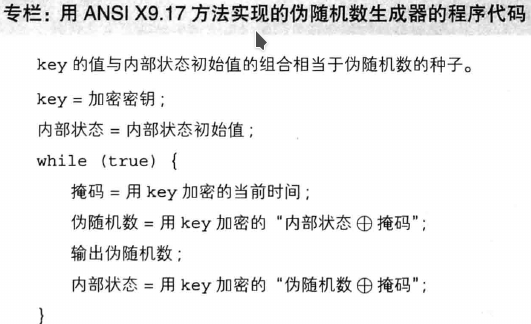 专栏：用 ANSI X9.17 方法实现的伪随机数生成器的程序代码
key 的值与内部状态初始值的组合相当于伪随机数的种子。
key = 加密密钥；
内部状态 = 内部状态初始值；
while (true) {
掩码 = 用 key 加密的当前时间；
伪随机数 = 用 key 加密的 "内部状态 ⊕ 掩码"；
输出伪随机数；
内部状态 = 用 key 加密的 "伪随机数 ⊕ 掩码"；
}